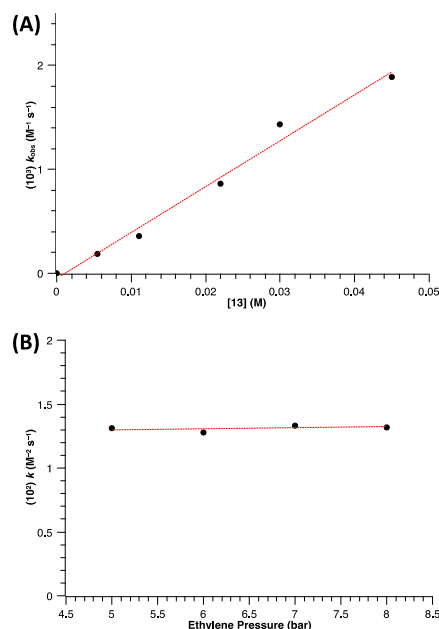 (A)
(10³) kobs (M⁻¹ s⁻¹)
2
1
0
0 0.01 0.02 0.03 0.04 0.05
[13] (M)
(B)
(10²) k (M⁻² s⁻¹)
2
1.5
1
0.5
0
4.5 5 5.5 6 6.5 7 7.5 8 8.5
Ethylene Pressure (bar)